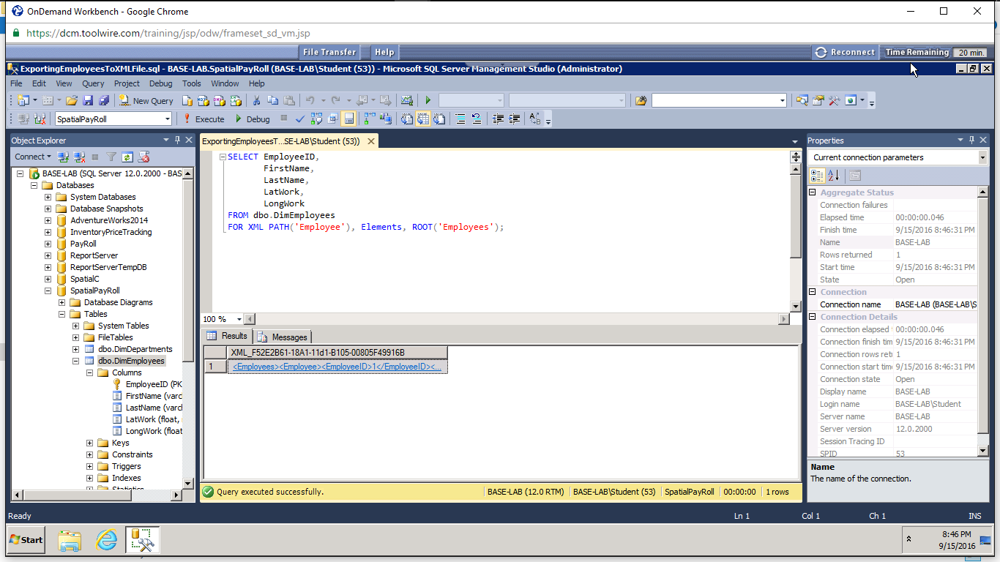 OnDemand Workbench - Google Chrome
https://dcm.toolwire.com/training/jsp/odw/frameset_sd_vm.jsp
File Transfer Help Reconnect Time Remaining 20 min.
ExportingEmployeesToXMLFile.sql - BASE-LAB.SpatialPayRoll (BASE-LAB\Student (53)) - Microsoft SQL Server Management Studio (Administrator)
File Edit View Query Project Debug Tools Window Help
New Query
SpatialPayRoll Execute Debug
Object Explorer
Connect
BASE-LAB (SQL Server 12.0.2000 - BAS
Databases
System Databases
Database Snapshots
AdventureWorks2014
InventoryPriceTracking
PayRoll
ReportServer
ReportServerTempDB
SpatialC
SpatialPayRoll
Database Diagrams
Tables
System Tables
FileTables
dbo.DimDepartments
dbo.DimEmployees
Columns
EmployeeID (PK
FirstName (varc
LastName (varcl
LatWork (float,
LongWork (float
Keys
Constraints
Triggers
Indexes
Statistics
ExportingEmployeesT...SE-LAB\Student (53))
SELECT EmployeeID,
FirstName,
LastName,
LatWork,
LongWork
FROM dbo.DimEmployees
FOR XML PATH('Employee'), Elements, ROOT('Employees');
100 %
Results Messages
XML_F52E2B61-18A1-11d1-B105-00805F49916B
1 <Employees><Employee><EmployeeID>1</EmployeeID><...
Query executed successfully. BASE-LAB (12.0 RTM) BASE-LAB\Student (53) SpatialPayRoll 00:00:00 1 rows
Properties
Current connection parameters
Aggregate Status
Connection failures
Elapsed time 00:00:00.046
Finish time 9/15/2016 8:46:31 PM
Name BASE-LAB
Rows returned 1
Start time 9/15/2016 8:46:31 PM
State Open
Connection
Connection name BASE-LAB (BASE-LAB\S
Connection Details
Connection elapsed 00:00:00.046
Connection finish tim 9/15/2016 8:46:31 PM
Connection rows ret 1
Connection start time 9/15/2016 8:46:31 PM
Connection state Open
Display name BASE-LAB
Login name BASE-LAB\Student
Server name BASE-LAB
Server version 12.0.2000
Session Tracing ID
SPID 53
Name
The name of the connection.
Ready Ln 1 Col 1 Ch 1 INS
Start
8:46 PM
9/15/2016